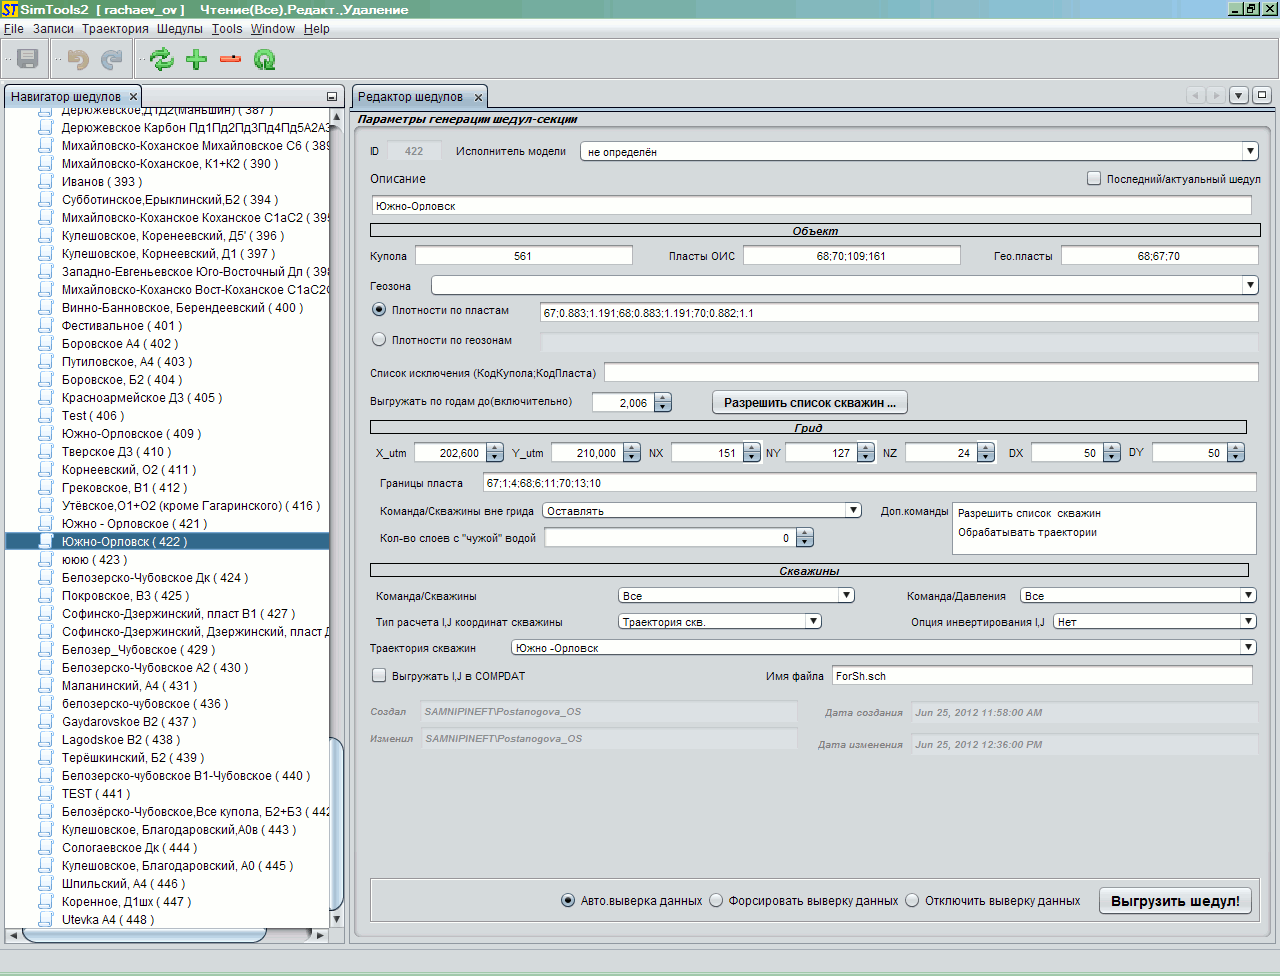 SimTools2 [ rachaev_ov ] Чтение(Все),Редакт.,Удаление
File Записи Траектория Шедулы Tools Window Help
Навигатор шедулов
Дерюжевское,Д1Д2(Маньшин) ( 387 )
Дерюжевское Карбон Пд1Пд2Пд3Пд4Пд5А2А3
Михайловско-Коханское Михайловское С6 ( 389
Михайловско-Коханское, К1+К2 ( 390 )
Иванов ( 393 )
Субботинское,Ерыклинский,Б2 ( 394 )
Михайловско-Коханское Коханское С1аС2 ( 395
Кулешовское, Коренеевский, Д5' ( 396 )
Кулешовское, Корнеевский, Д1 ( 397 )
Западно-Евгеньевское Юго-Восточный Дл ( 398
Михайловско-Коханско Вост-Коханское С1аС2С
Винно-Банновское, Берендеевский ( 400 )
Фестивальное ( 401 )
Боровское А4 ( 402 )
Путиловское, А4 ( 403 )
Боровское, Б2 ( 404 )
Красноармейское Д3 ( 405 )
Test ( 406 )
Южно-Орловское ( 409 )
Тверское Д3 ( 410 )
Корнеевский, О2 ( 411 )
Грековское, В1 ( 412 )
Утёвское,О1+О2 (кроме Гагаринского) ( 416 )
Южно - Орловское ( 421 )
Южно-Орловск ( 422 )
ююю ( 423 )
Белозерско-Чубовское Дк ( 424 )
Покровское, В3 ( 425 )
Софинско-Дзержинский, пласт В1 ( 427 )
Софинско-Дзержинский, Дзержинский, пласт Д
Белозер_Чубовское ( 429 )
Белозерско-Чубовское А2 ( 430 )
Маланинский, А4 ( 431 )
белозерско-чубовское ( 436 )
Gaydarovskoe B2 ( 437 )
Lagodskoe B2 ( 438 )
Терёшкинский, Б2 ( 439 )
Белозерско-чубовское В1-Чубовское ( 440 )
TEST ( 441 )
Белозёрско-Чубовское,Все купола, Б2+Б3 ( 442
Кулешовское, Благодаровский,А0в ( 443 )
Сологаевское Дк ( 444 )
Кулешовское, Благодаровский, А0 ( 445 )
Шпильский, А4 ( 446 )
Коренное, Д1шх ( 447 )
Utevka A4 ( 448 )
Редактор шедулов
Параметры генерации шедул-секции
ID 422 Исполнитель модели не определён
Описание Последний/актуальный шедул
Южно-Орловск
Объект
Купола 561 Пласты ОИС 68;70;109;161 Гео.пласты 68;67;70
Геозона
Плотности по пластам 67;0.883;1.191;68;0.883;1.191;70;0.882;1.1
Плотности по геозонам
Список исключения (КодКупола;КодПласта)
Выгружать по годам до(включительно) 2,006 Разрешить список скважин ...
Грид
X_utm 202,600 Y_utm 210,000 NX 151 NY 127 NZ 24 DX 50 DY 50
Границы пласта 67;1;4;68;6;11;70;13;10
Команда/Скважины вне грида Оставлять Доп.команды Разрешить список скважин
Обрабатывать траектории
Кол-во слоев с "чужой" водой 0
Скважины
Команда/Скважины Все Команда/Давления Все
Тип расчета I,J координат скважины Траектория скв. Опция инвертирования I,J Нет
Траектория скважин Южно -Орловск
Выгружать I,J в COMPDAT Имя файла ForSh.sch
Создал SAMNIPINEFT\Postanogova_OS Дата создания Jun 25, 2012 11:58:00 AM
Изменил SAMNIPINEFT\Postanogova_OS Дата изменения Jun 25, 2012 12:36:00 PM
Авто.выверка данных Форсировать выверку данных Отключить выверку данных Выгрузить шедул!